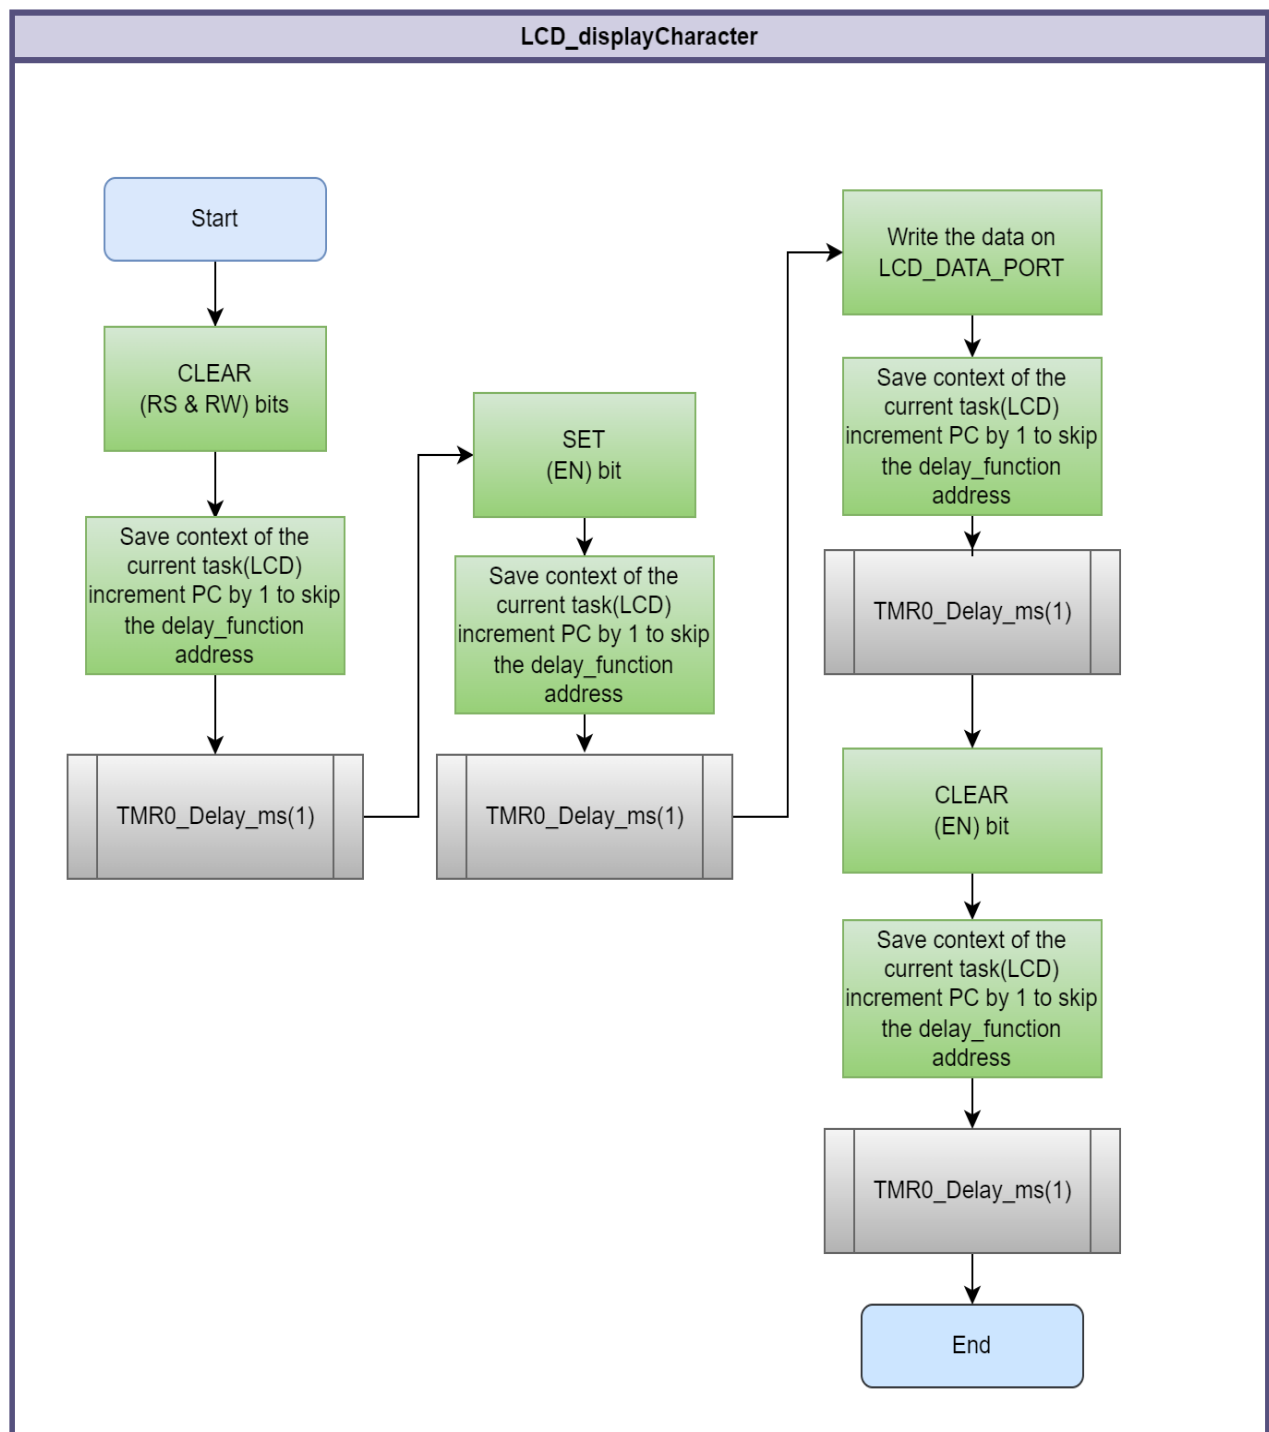 LCD_displayCharacter
Start
CLEAR
(RS & RW) bits
Save context of the
current task(LCD)
increment PC by 1 to skip
the delay_function
address
TMR0_Delay_ms(1)
SET
(EN) bit
Save context of the
current task(LCD)
increment PC by 1 to skip
the delay_function
address
TMR0_Delay_ms(1)
Write the data on
LCD_DATA_PORT
Save context of the
current task(LCD)
increment PC by 1 to skip
the delay_function
address
TMR0_Delay_ms(1)
CLEAR
(EN) bit
Save context of the
current task(LCD)
increment PC by 1 to skip
the delay_function
address
TMR0_Delay_ms(1)
End